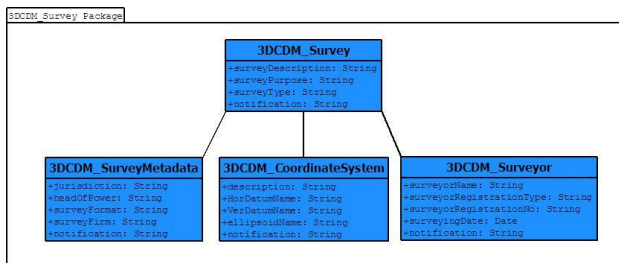 3DCDM_Survey Package
3DCDM_Survey
+surveyDescription: String
+surveyPurpose: String
+surveyType: String
+notification: String
3DCDM_SurveyMetadata
+jurisdiction: String
+headOfPower: String
+surveyFormat: String
+surveyFirm: String
+notification: String
3DCDM_CoordinateSystem
+description: String
+HorDatumName: String
+VerDatumName: String
+ellipsoidName: String
+notification: String
3DCDM_Surveyor
+surveyorName: String
+surveyorRegistrationType: String
+surveyorRegistrationNo: String
+surveyingDate: Date
+notification: String